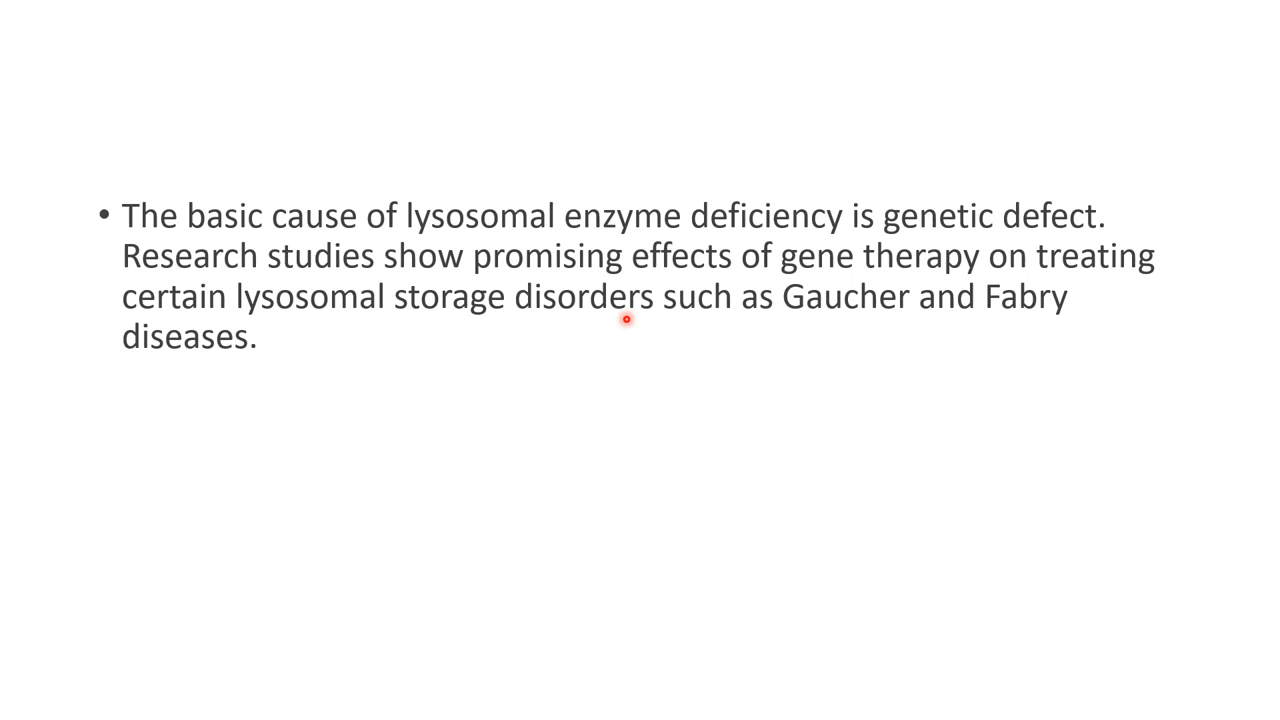 • The basic cause of lysosomal enzyme deficiency is genetic defect.
Research studies show promising effects of gene therapy on treating
certain lysosomal storage disorders such as Gaucher and Fabry
diseases.